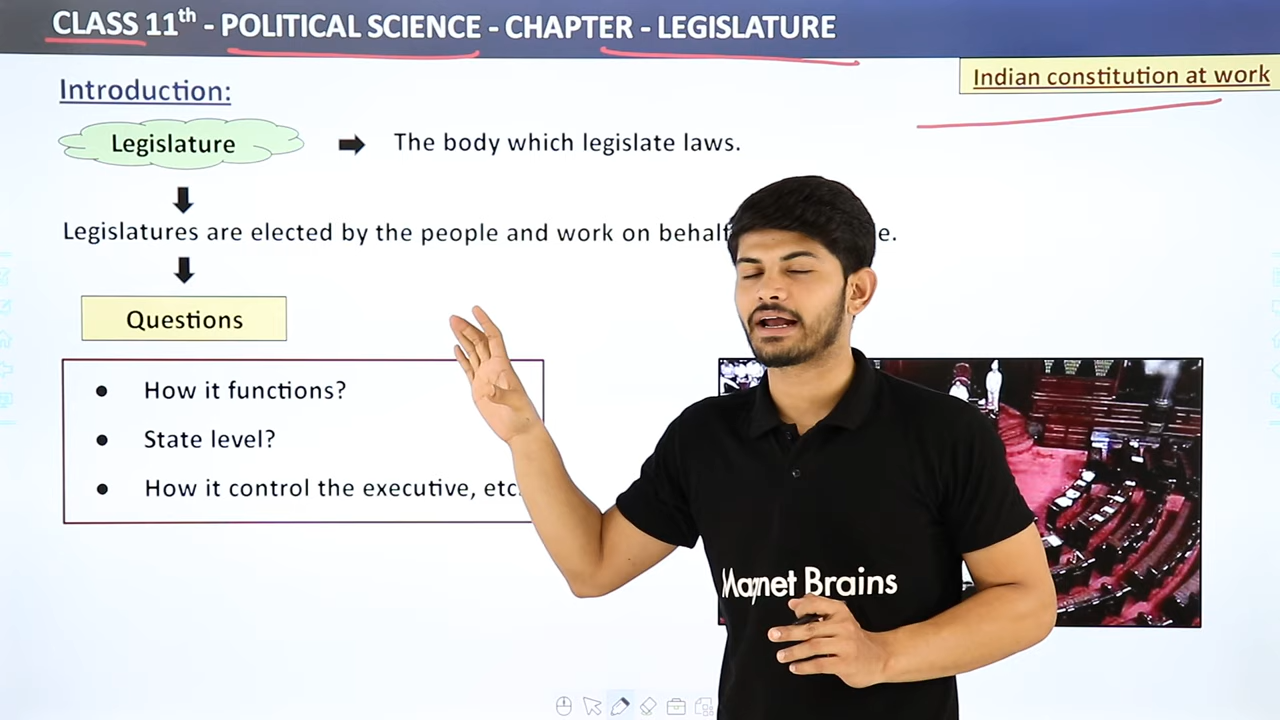 CLASS 11th - POLITICAL SCIENCE - CHAPTER - LEGISLATURE
Indian constitution at work
Introduction:
Legislature
The body which legislate laws.
Legislatures are elected by the people and work on behalf e.
Questions
• How it functions?
• State level?
• How it control the executive, etc.
Magnet Brains